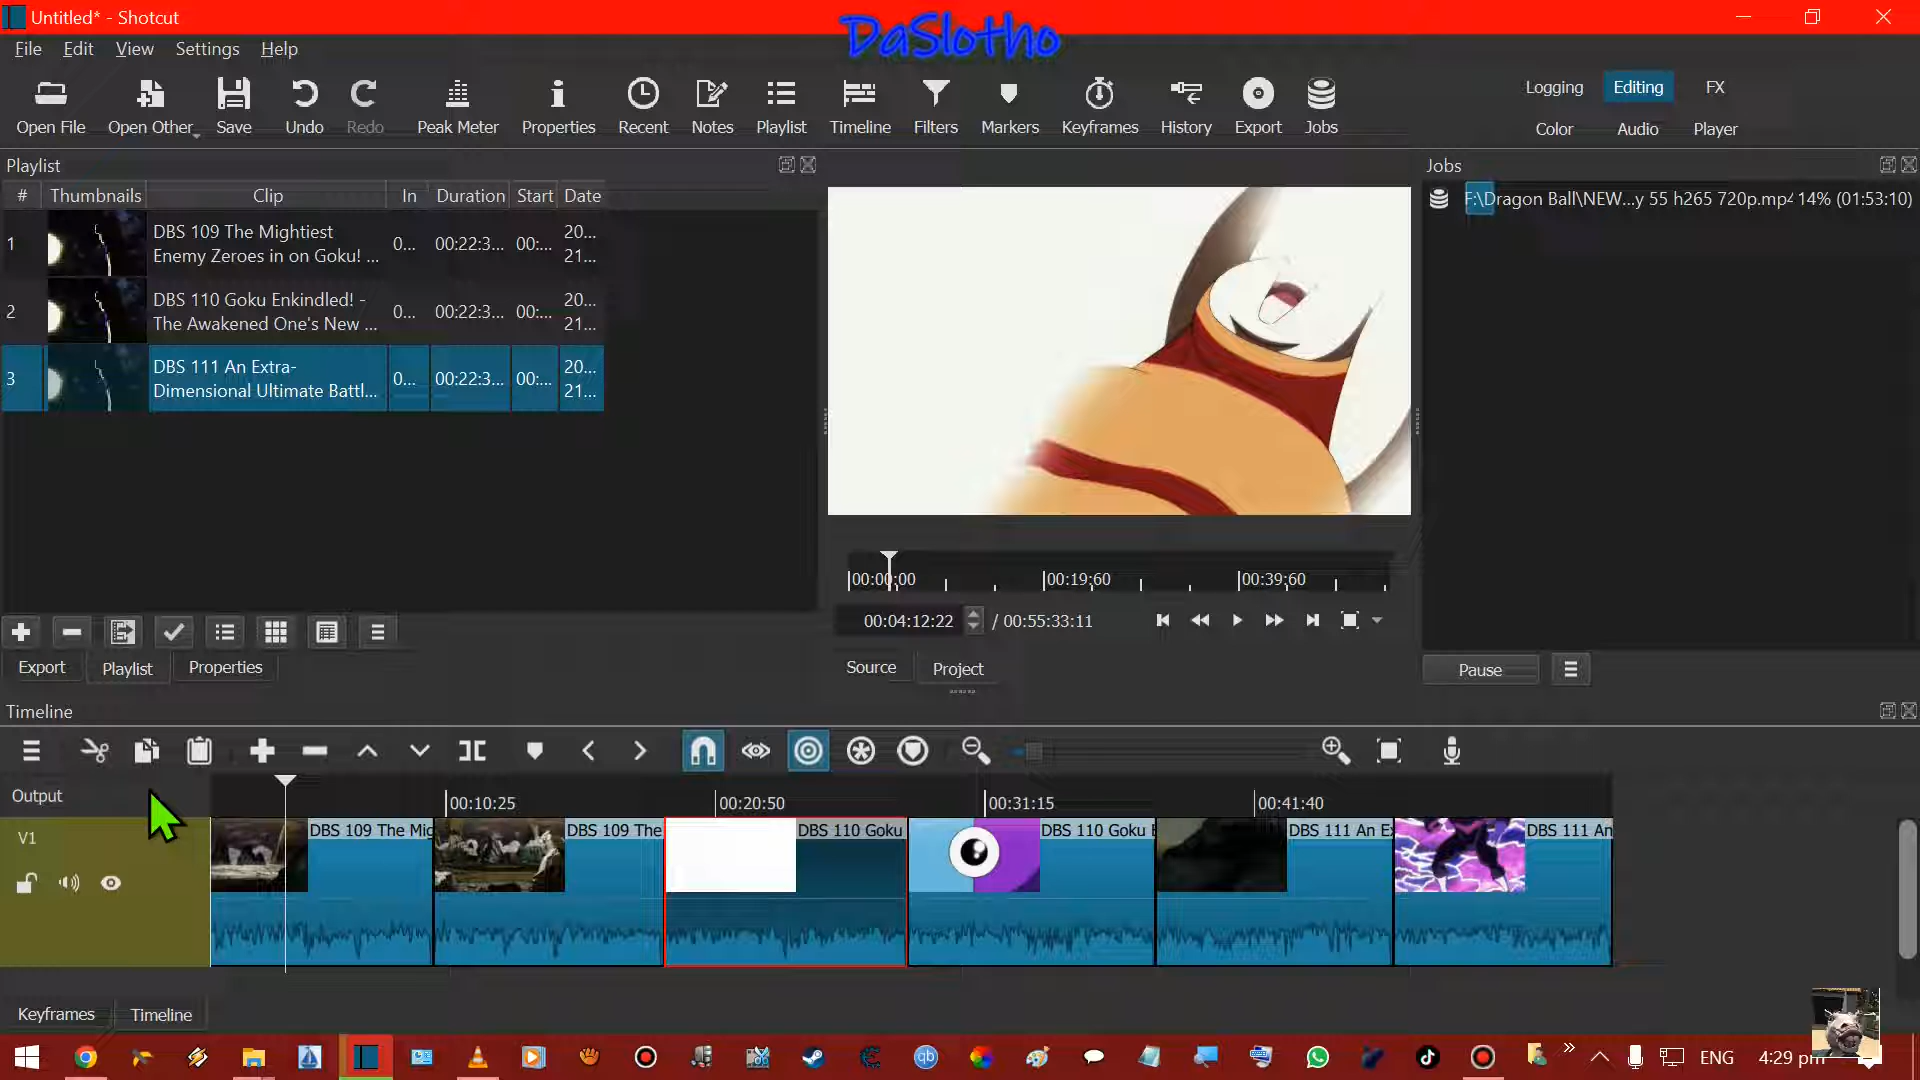 Untitled* - Shotcut
DaSlotho
File Edit View Settings Help
Open File Open Other Save Undo Redo Peak Meter Properties Recent Notes Playlist Timeline Filters Markers Keyframes History Export Jobs
Logging Editing FX
Color Audio Player
Playlist
# Thumbnails Clip In Duration Start Date
1 DBS 109 The Mightiest Enemy Zeroes in on Goku! ... 0... 00:22:3... 00:... 20... 21...
2 DBS 110 Goku Enkindled! - The Awakened One's New ... 0... 00:22:3... 00:... 20... 21...
3 DBS 111 An Extra-Dimensional Ultimate Battl... 0... 00:22:3... 00:... 20... 21...
Export Playlist Properties
00:00:00 00:19:60 00:39:60
00:04:12:22 / 00:55:33:11
Source Project
Jobs
F:\Dragon Ball\NEW...y 55 h265 720p.mp4 14% (01:53:10)
Pause
Timeline
Output
00:10:25 00:20:50 00:31:15 00:41:40
V1
DBS 109 The Mig DBS 109 The DBS 110 Goku DBS 110 Goku E DBS 111 An Ex DBS 111 An
Keyframes Timeline
qb
ENG 4:29 pm